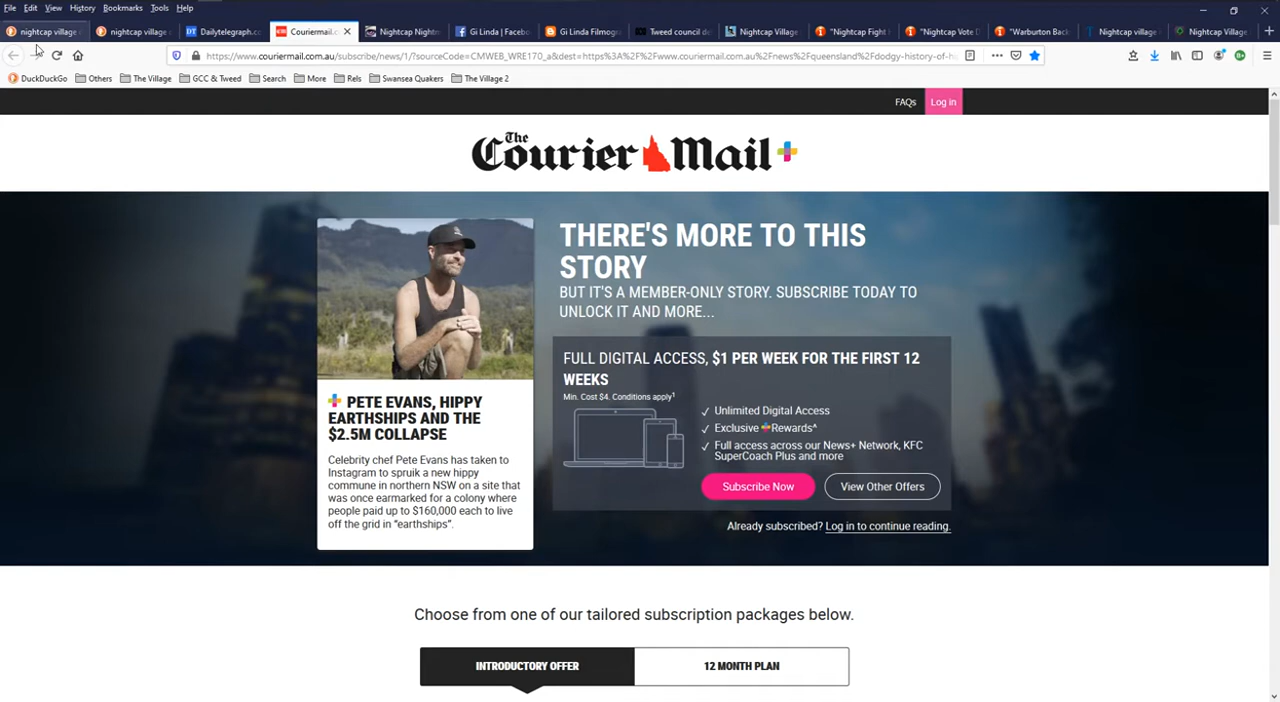 File Edit View History Bookmarks Tools Help
nightcap village nightcap village Dailytelegraph.co Couriermail.com Nightcap Nightm Gi Linda | Facebo Gi Linda Filmogr Tweed council de Nightcap Village "Nightcap Fight "Nightcap Vote D "Warburton Back Nightcap village Nightcap Village
https://www.couriermail.com.au/subscribe/news/1/?sourceCode=CMWEB_WRE170_a&dest=https%3A%2F%2Fwww.couriermail.com.au%2Fnews%2Fqueensland%2Fdodgy-history-of-h
DuckDuckGo Others The Village GCC & Tweed Search More Rels Swansea Quakers The Village 2
FAQs Log in
The Courier Mail +
THERE'S MORE TO THIS
STORY
BUT IT'S A MEMBER-ONLY STORY. SUBSCRIBE TODAY TO
UNLOCK IT AND MORE...
FULL DIGITAL ACCESS, $1 PER WEEK FOR THE FIRST 12
WEEKS
Min. Cost $4. Conditions apply¹
✓ Unlimited Digital Access
✓ Exclusive +Rewards^
✓ Full access across our News+ Network, KFC
SuperCoach Plus and more
Subscribe Now View Other Offers
Already subscribed? Log in to continue reading.
+ PETE EVANS, HIPPY
EARTHSHIPS AND THE
$2.5M COLLAPSE
Celebrity chef Pete Evans has taken to
Instagram to spruik a new hippy
commune in northern NSW on a site that
was once earmarked for a colony where
people paid up to $160,000 each to live
off the grid in "earthships".
Choose from one of our tailored subscription packages below.
INTRODUCTORY OFFER 12 MONTH PLAN